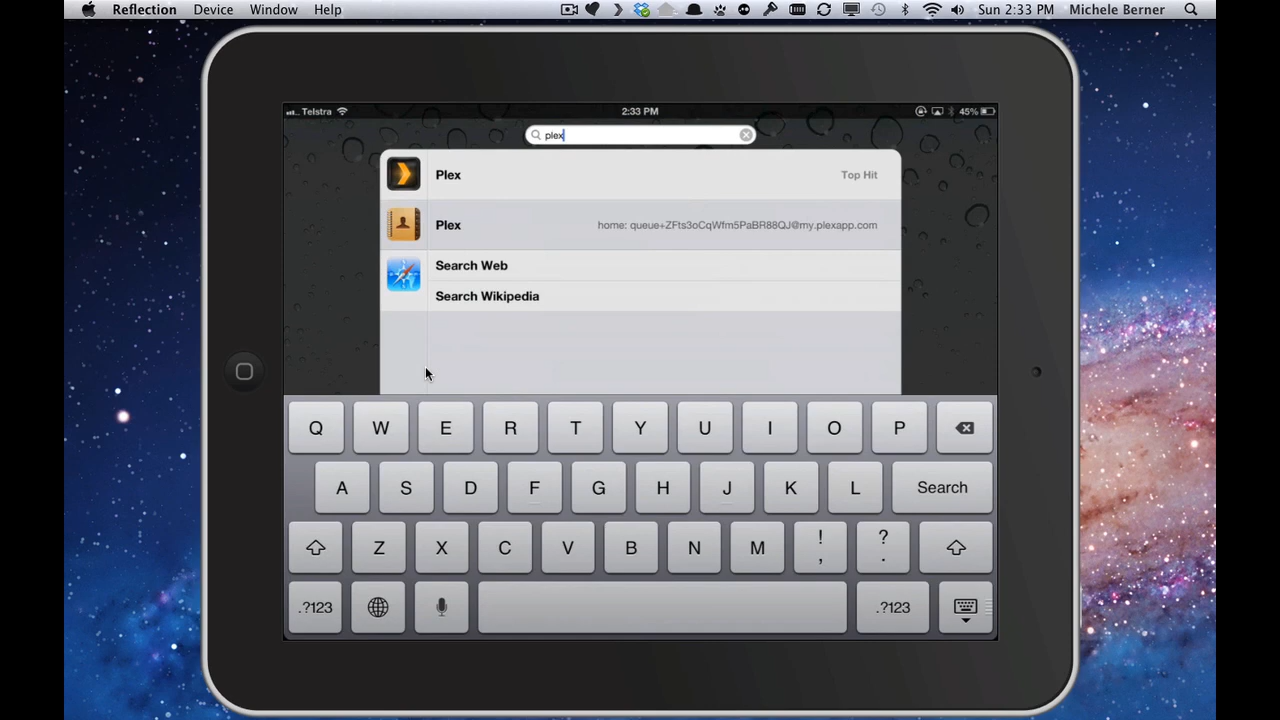 Reflection Device Window Help Sun 2:33 PM Michele Berner
Telstra 2:33 PM 45%
plex
Plex Top Hit
Plex home: queue+ZFts3oCqWfm5PaBR88QJ@my.plexapp.com
Search Web
Search Wikipedia
Q W E R T Y U I O P
A S D F G H J K L Search
Z X C V B N M ! , ? .
.?123 .?123